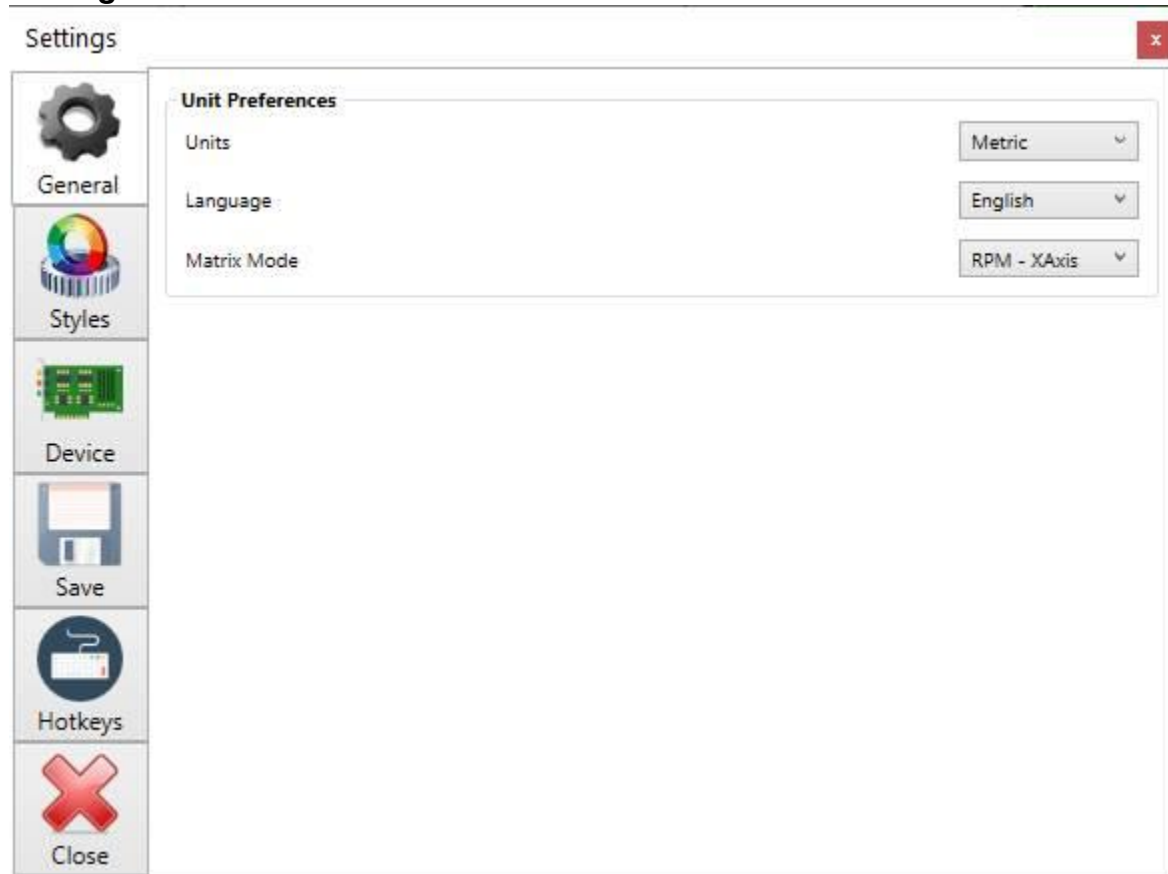 Settings
x
General
Unit Preferences
Units Metric
Language English
Matrix Mode RPM - XAxis
Styles
Device
Save
Hotkeys
Close